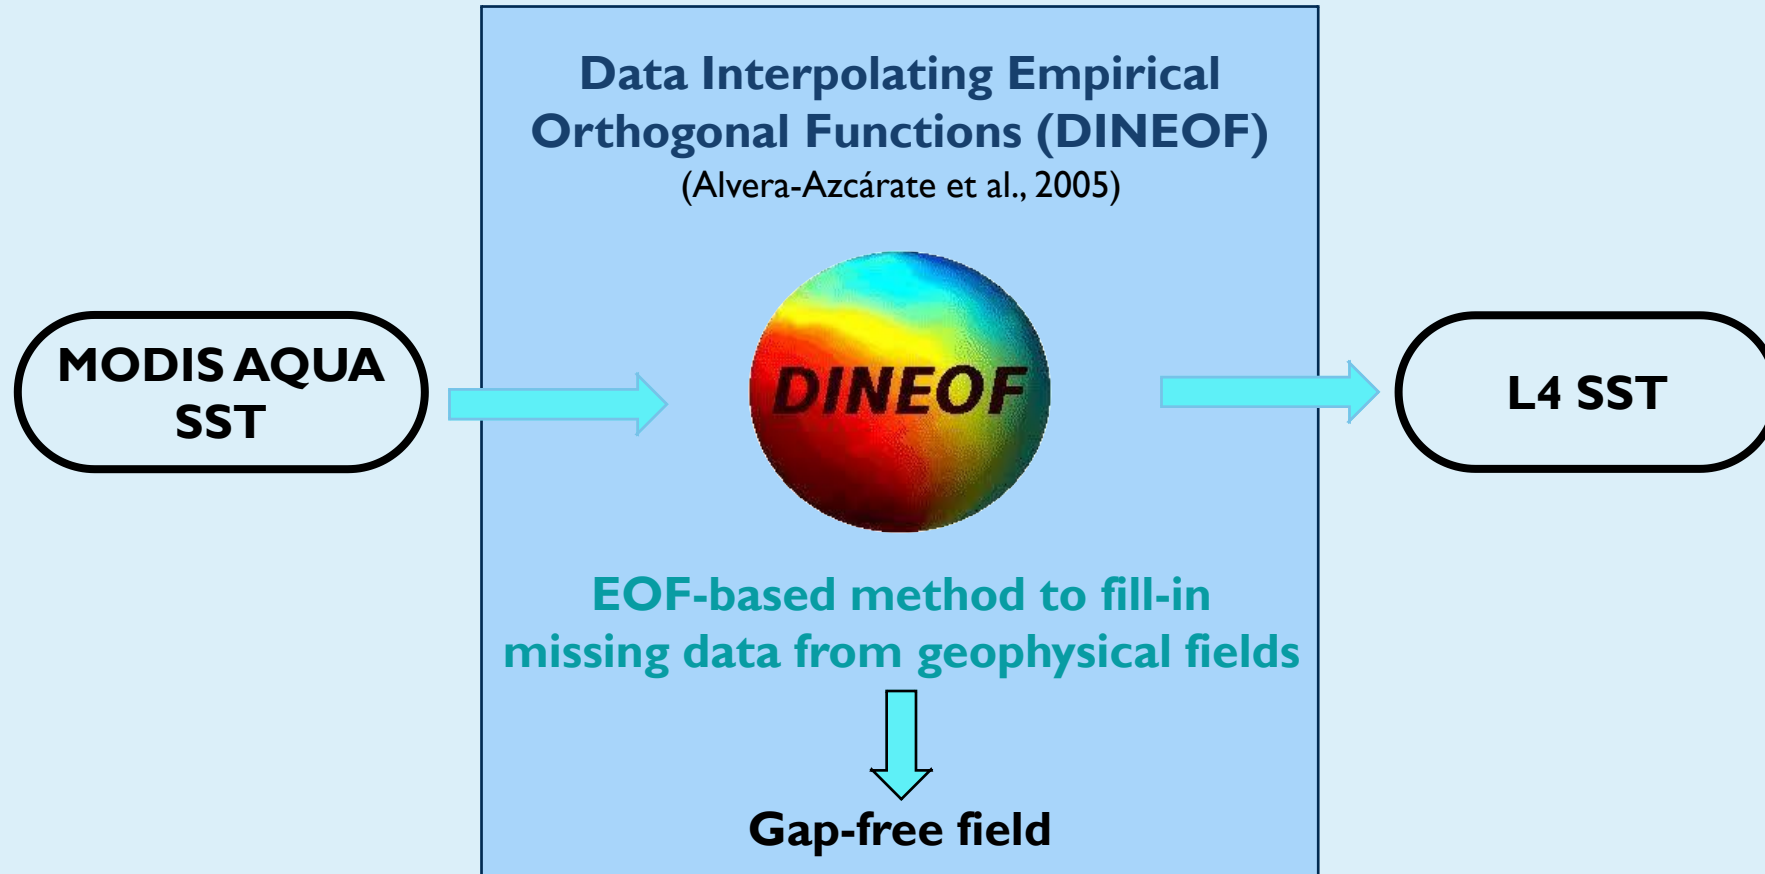 Data Interpolating Empirical
Orthogonal Functions (DINEOF)
(Alvera-Azcárate et al., 2005)
MODIS AQUA
SST
DINEOF
L4 SST
EOF-based method to fill-in
missing data from geophysical fields
Gap-free field